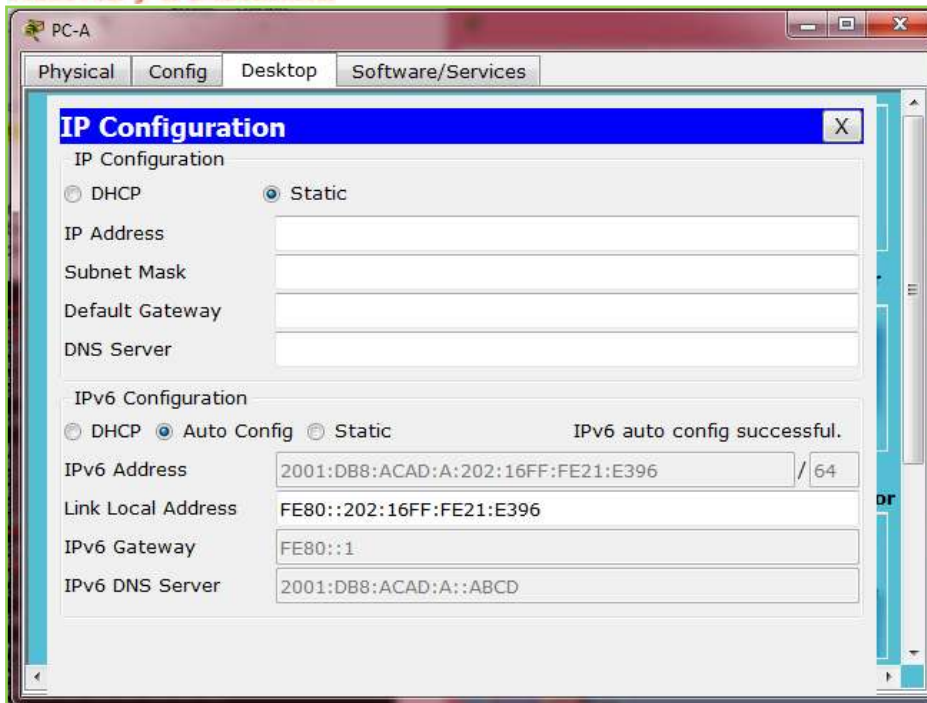 PC-A
Physical Config Desktop Software/Services
IP Configuration X
IP Configuration
DHCP Static
IP Address
Subnet Mask
Default Gateway
DNS Server
IPv6 Configuration
DHCP Auto Config Static IPv6 auto config successful.
IPv6 Address 2001:DB8:ACAD:A:202:16FF:FE21:E396 / 64
Link Local Address FE80::202:16FF:FE21:E396
or
IPv6 Gateway FE80::1
IPv6 DNS Server 2001:DB8:ACAD:A::ABCD